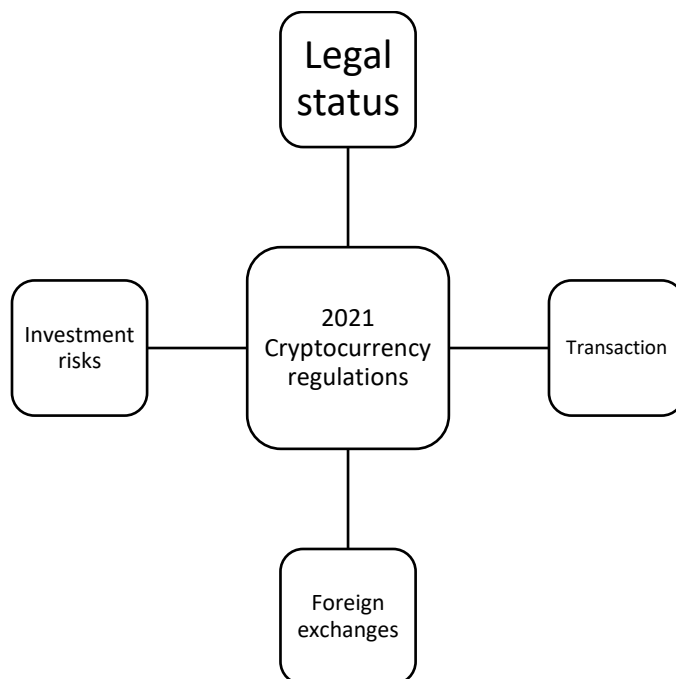 Legal
status
Investment
risks
2021
Cryptocurrency
regulations
Transaction
Foreign
exchanges